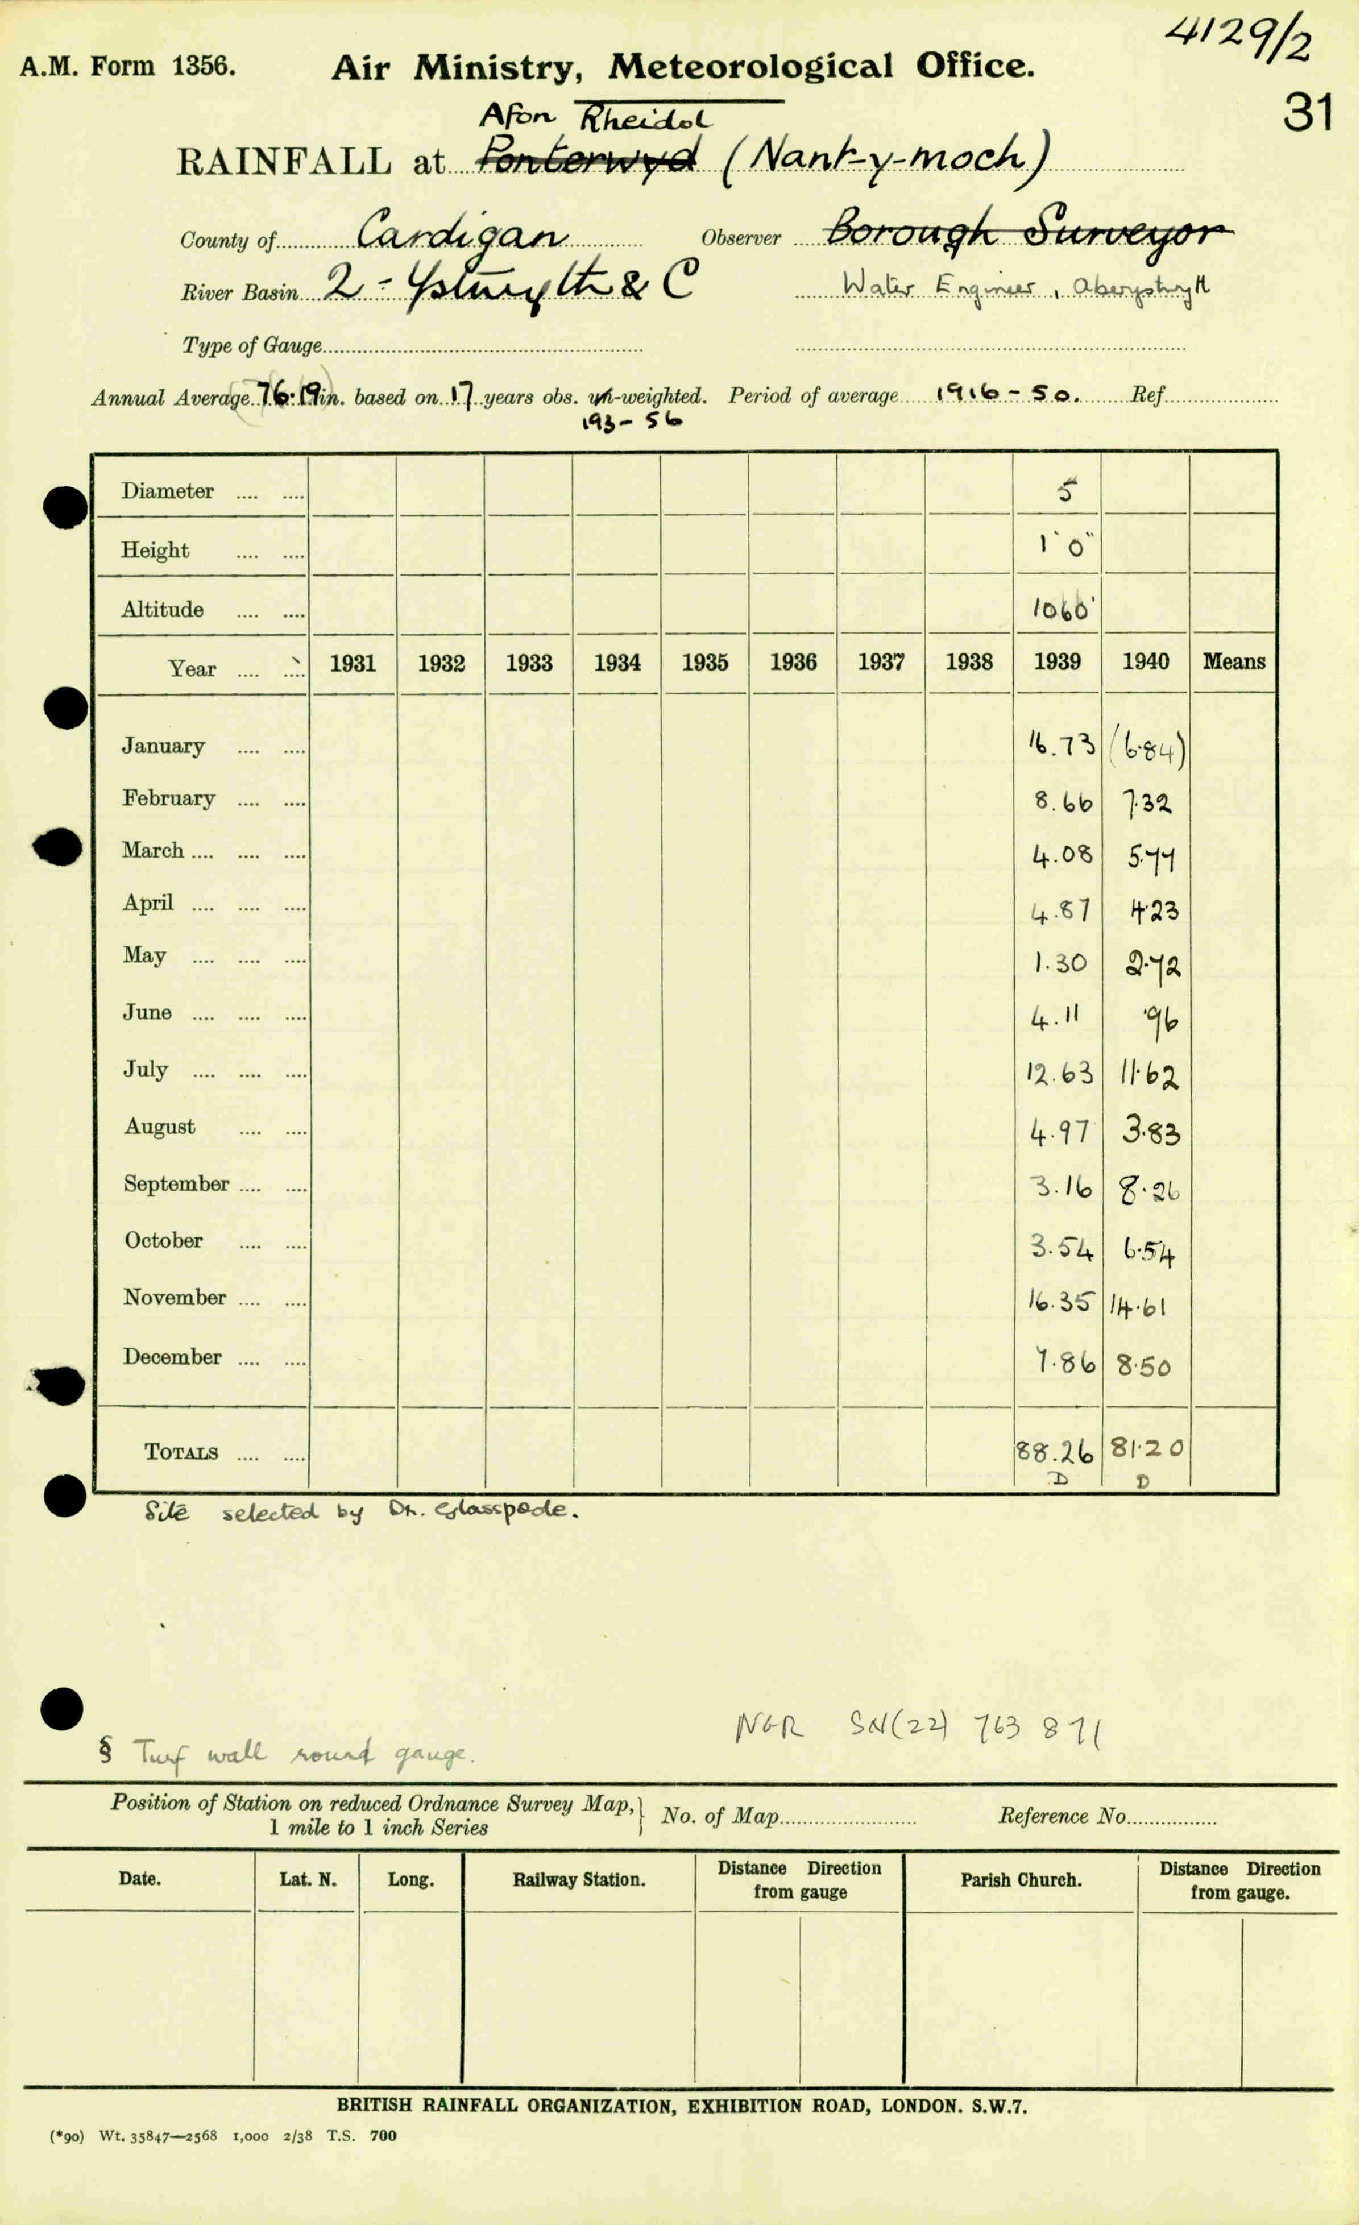 4129/2
A.M. Form 1356. Air Ministry, Meteorological Office.
31
Afon Rheidol
RAINFALL at Ponterwyd (Nant-y-moch)
County of Cardigan Observer Borough Surveyor
River Basin 2 - Ystwyth & C Water Engineer, Aberystwyth
Type of Gauge
Annual Average (76.19) in. based on 17 years obs. un-weighted. Period of average 1916-50. Ref.
193-56
Diameter 5
Height 1'0"
Altitude 1060'
Year 1931 1932 1933 1934 1935 1936 1937 1938 1939 1940 Means
January 16.73 (6.84)
February 8.66 7.32
March 4.08 5.77
April 4.87 4.23
May 1.30 2.72
June 4.11 .96
July 12.63 11.62
August 4.97 3.83
September 3.16 8.26
October 3.54 6.54
November 16.35 14.61
December 7.86 8.50
TOTALS 88.26 81.20
D D
Site selected by Dr. Glasspoole.
NGR SN(22) 763 871
§ Turf wall round gauge.
Position of Station on reduced Ordnance Survey Map, } No. of Map Reference No.
1 mile to 1 inch Series
Date. Lat. N. Long. Railway Station. Distance Direction from gauge Parish Church. Distance Direction from gauge.
BRITISH RAINFALL ORGANIZATION, EXHIBITION ROAD, LONDON. S.W.7.
(*90) Wt. 35847—2568 1,000 2/38 T.S. 700